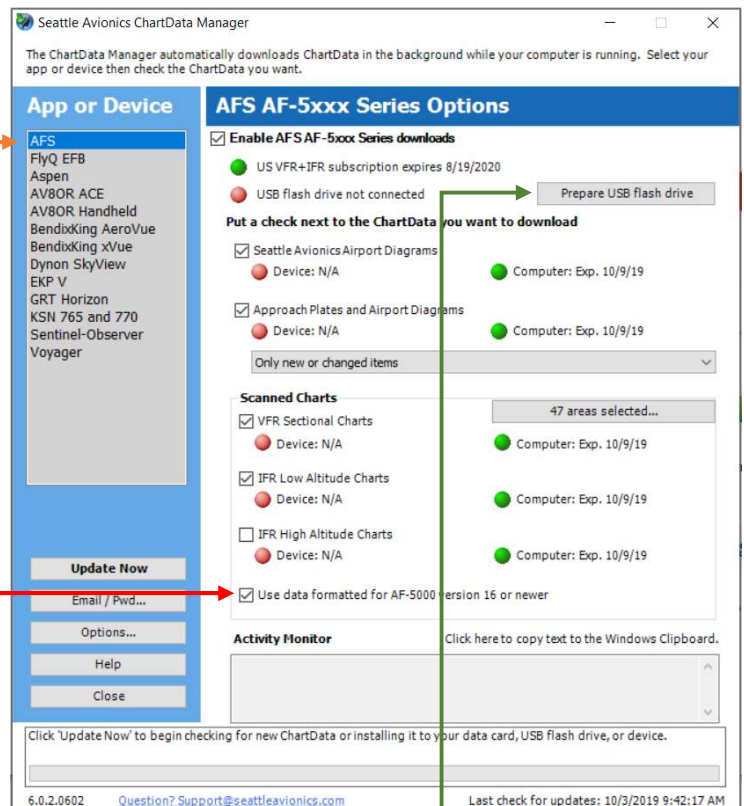 Seattle Avionics ChartData Manager
The ChartData Manager automatically downloads ChartData in the background while your computer is running. Select your
app or device then check the ChartData you want.
App or Device
AFS
FlyQ EFB
Aspen
AV8OR ACE
AV8OR Handheld
BendixKing AeroVue
BendixKing xVue
Dynon SkyView
EKP V
GRT Horizon
KSN 765 and 770
Sentinel-Observer
Voyager
Update Now
Email / Pwd...
Options...
Help
Close
AFS AF-5xxx Series Options
Enable AFS AF-5xxx Series downloads
US VFR+IFR subscription expires 8/19/2020
USB flash drive not connected
Prepare USB flash drive
Put a check next to the ChartData you want to download
Seattle Avionics Airport Diagrams
Device: N/A Computer: Exp. 10/9/19
Approach Plates and Airport Diagrams
Device: N/A Computer: Exp. 10/9/19
Only new or changed items
Scanned Charts
47 areas selected...
VFR Sectional Charts
Device: N/A Computer: Exp. 10/9/19
IFR Low Altitude Charts
Device: N/A Computer: Exp. 10/9/19
IFR High Altitude Charts
Device: N/A Computer: Exp. 10/9/19
Use data formatted for AF-5000 version 16 or newer
Activity Monitor Click here to copy text to the Windows Clipboard.
Click 'Update Now' to begin checking for new ChartData or installing it to your data card, USB flash drive, or device.
6.0.2.0602 Question? Support@seattleavionics.com Last check for updates: 10/3/2019 9:42:17 AM